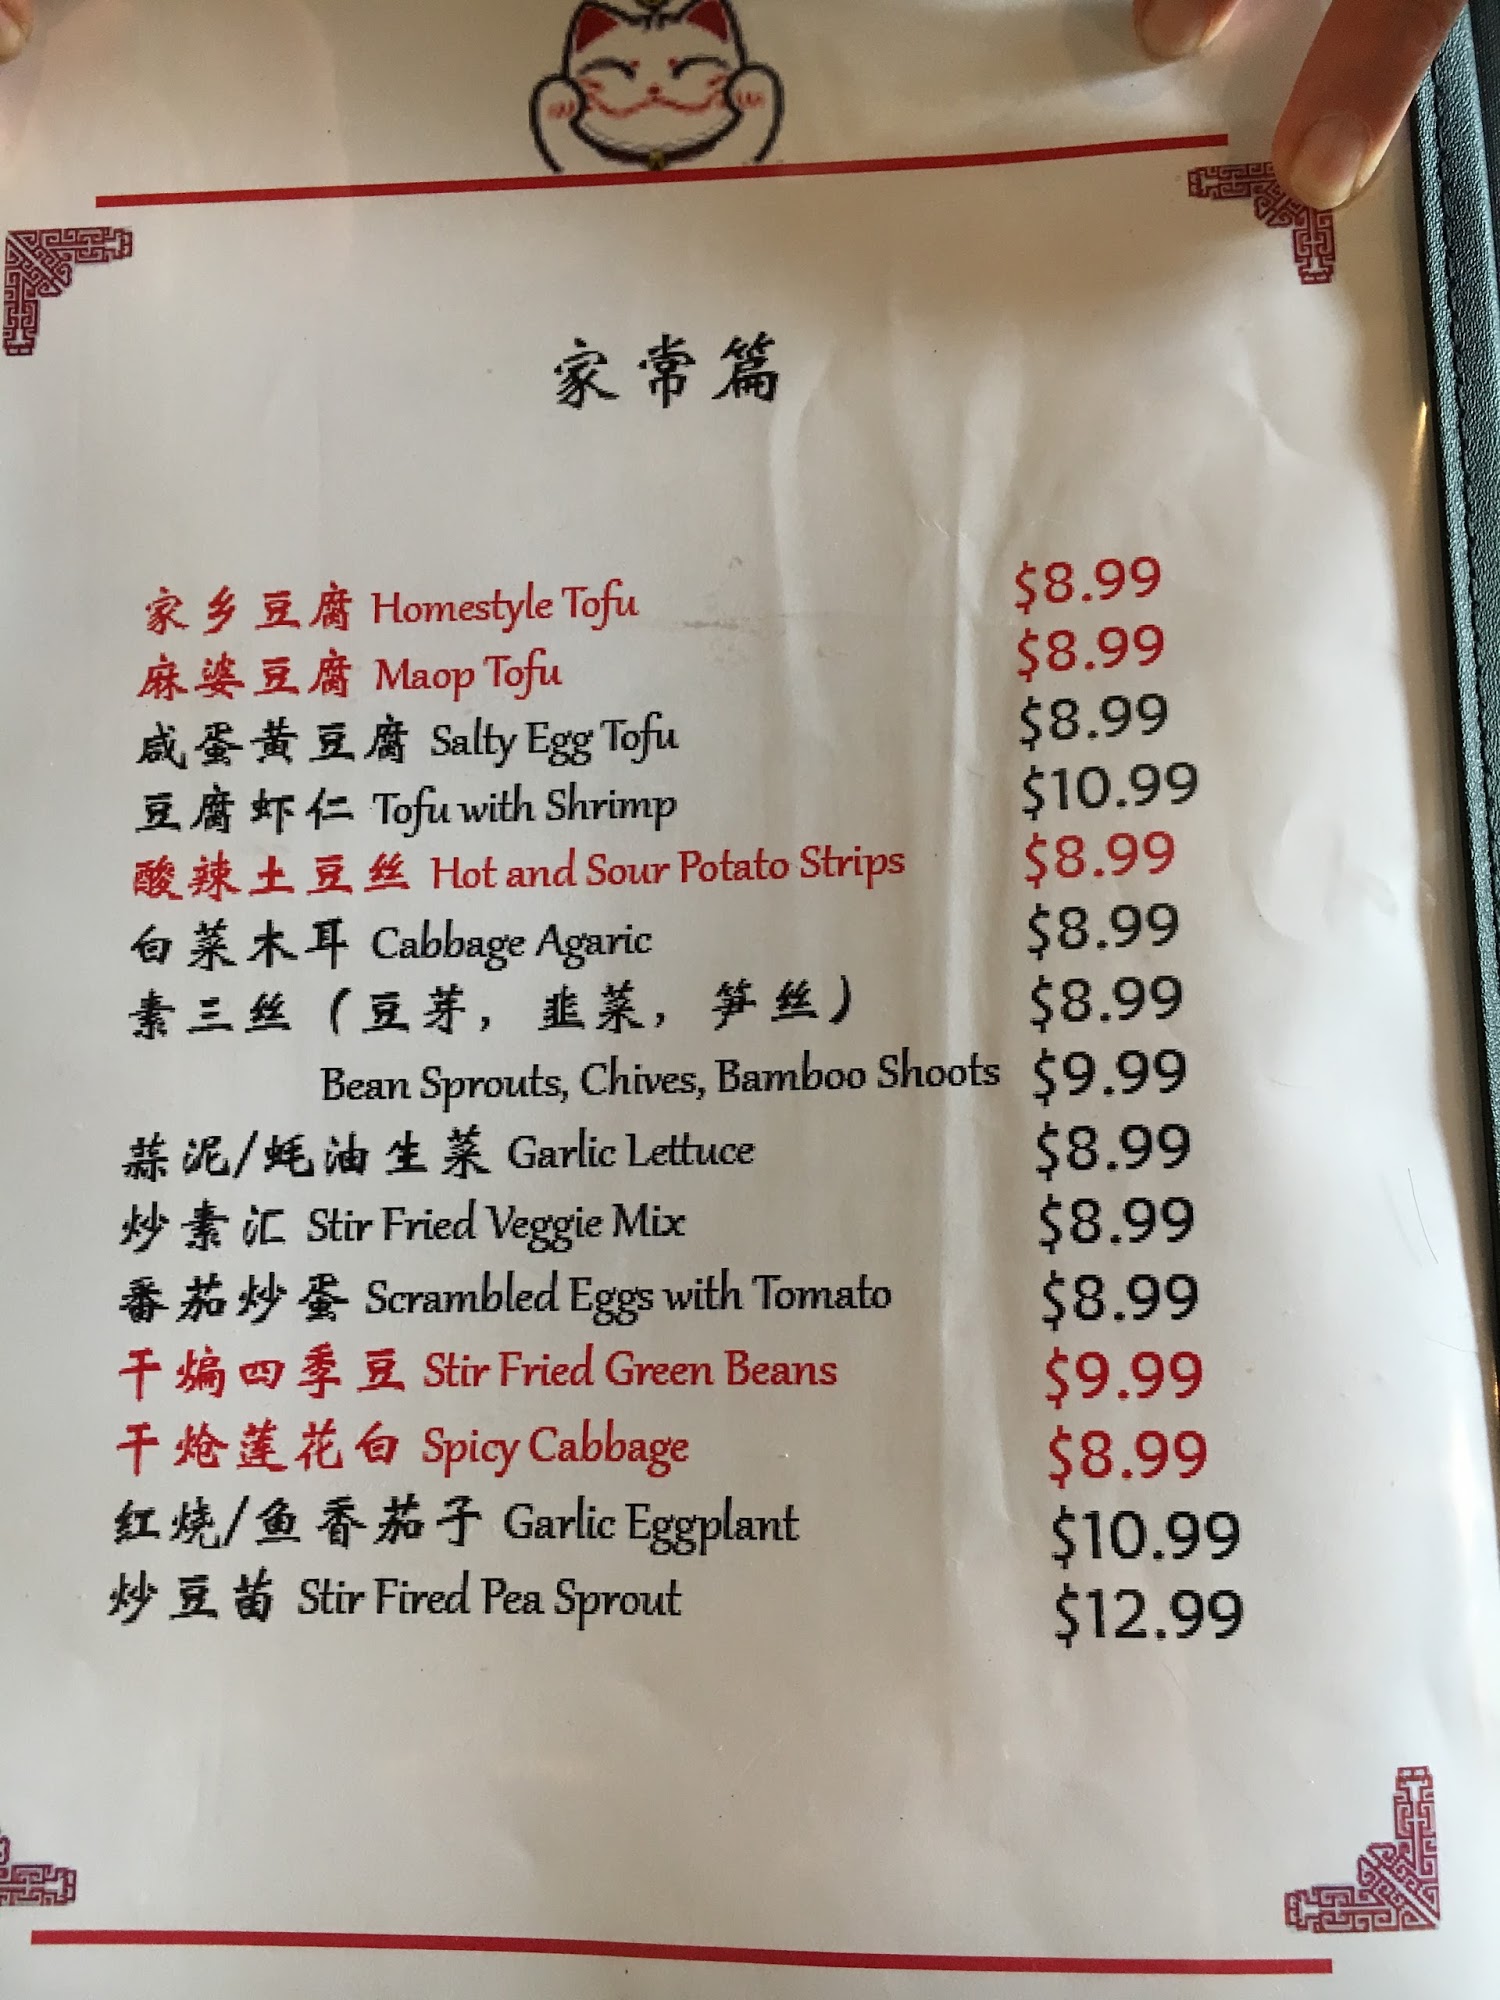 家常篇
家乡豆腐 Homestyle Tofu $8.99
麻婆豆腐 Maop Tofu $8.99
咸蛋黄豆腐 Salty Egg Tofu $8.99
豆腐虾仁 Tofu with Shrimp $10.99
酸辣土豆丝 Hot and Sour Potato Strips $8.99
白菜木耳 Cabbage Agaric $8.99
素三丝（豆芽，韭菜，笋丝） $8.99
Bean Sprouts, Chives, Bamboo Shoots $9.99
蒜泥/蚝油生菜 Garlic Lettuce $8.99
炒素汇 Stir Fried Veggie Mix $8.99
番茄炒蛋 Scrambled Eggs with Tomato $8.99
干煸四季豆 Stir Fried Green Beans $9.99
干炝莲花白 Spicy Cabbage $8.99
红烧/鱼香茄子 Garlic Eggplant $10.99
炒豆苗 Stir Fired Pea Sprout $12.99